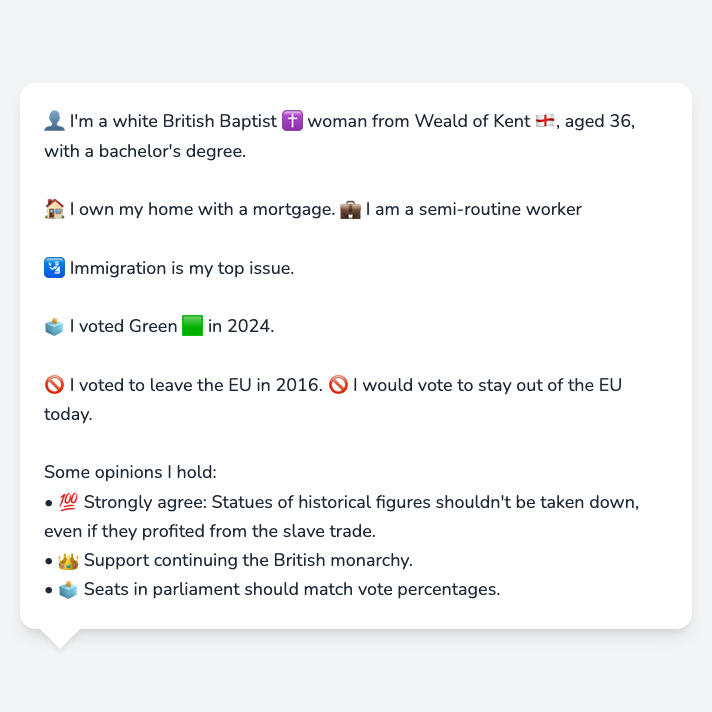 👤 I'm a white British Baptist ✝️ woman from Weald of Kent 🏴󠁧󠁢󠁥󠁮󠁧󠁿, aged 36,
with a bachelor's degree.
🏠 I own my home with a mortgage. 💼 I am a semi-routine worker
🛂 Immigration is my top issue.
🗳️ I voted Green 🟩 in 2024.
🚫 I voted to leave the EU in 2016. 🚫 I would vote to stay out of the EU
today.
Some opinions I hold:
• 💯 Strongly agree: Statues of historical figures shouldn't be taken down,
even if they profited from the slave trade.
• 👑 Support continuing the British monarchy.
• 🗳️ Seats in parliament should match vote percentages.